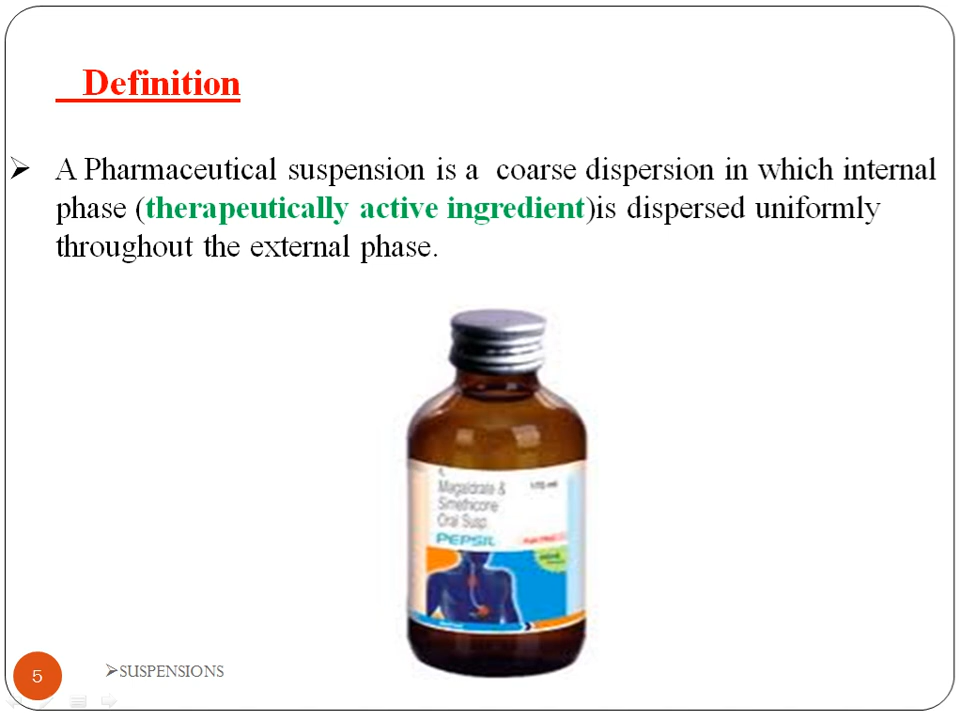 Definition
➢ A Pharmaceutical suspension is a coarse dispersion in which internal
phase (therapeutically active ingredient)is dispersed uniformly
throughout the external phase.
Magaldrate &
Simethicone
Oral Susp.
PEPSIL
5
➢SUSPENSIONS